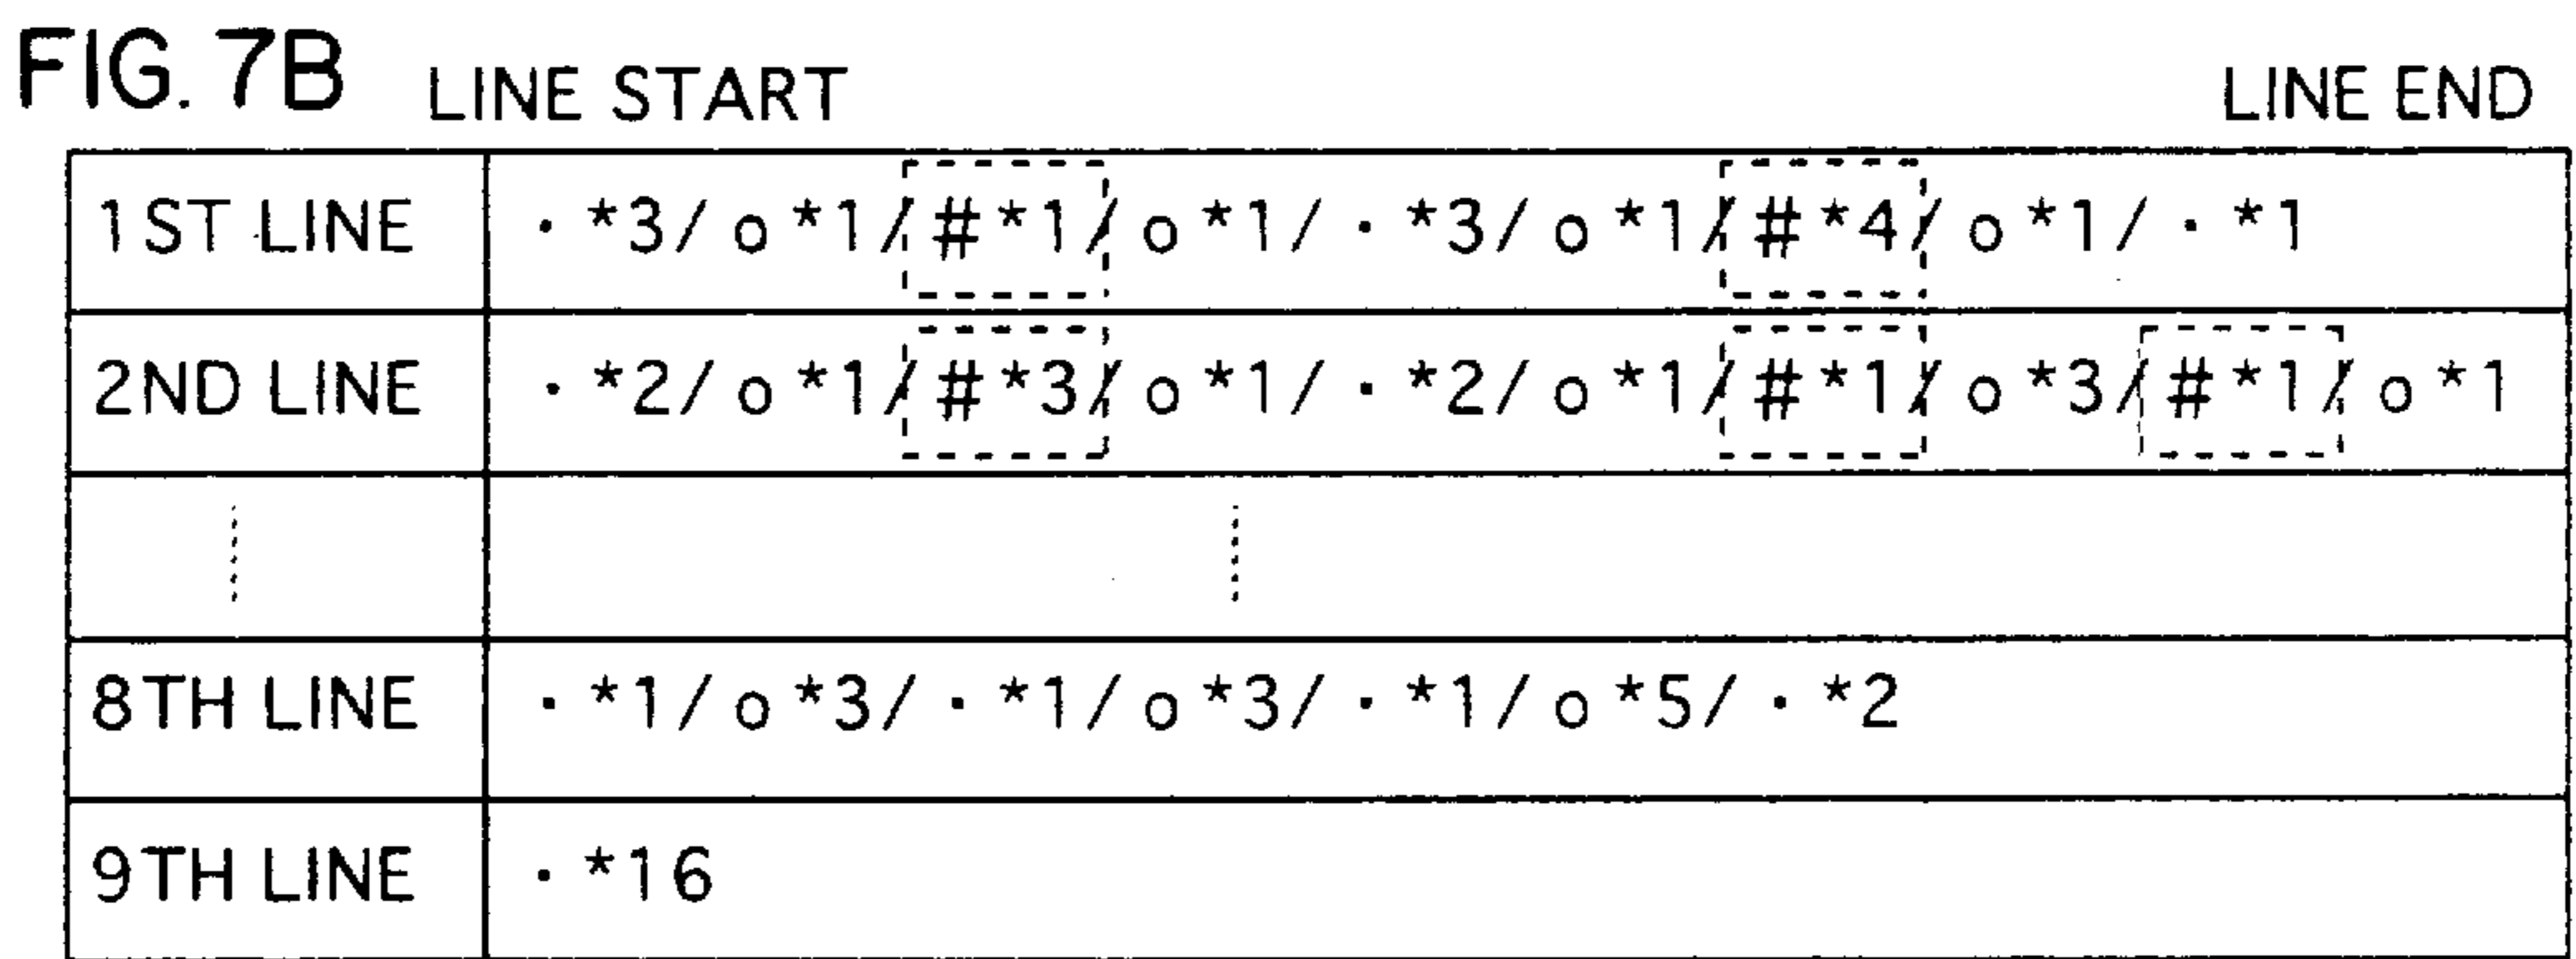 FIG. 7B LINE START LINE END
1ST LINE · *3/ o *1/ # *1/ o *1/ · *3/ o *1/ # *4/ o *1/ · *1
2ND LINE · *2/ o *1/ # *3/ o *1/ · *2/ o *1/ # *1/ o *3/ # *1/ o *1
8TH LINE · *1/ o *3/ · *1/ o *3/ · *1/ o *5/ · *2
9TH LINE · *16